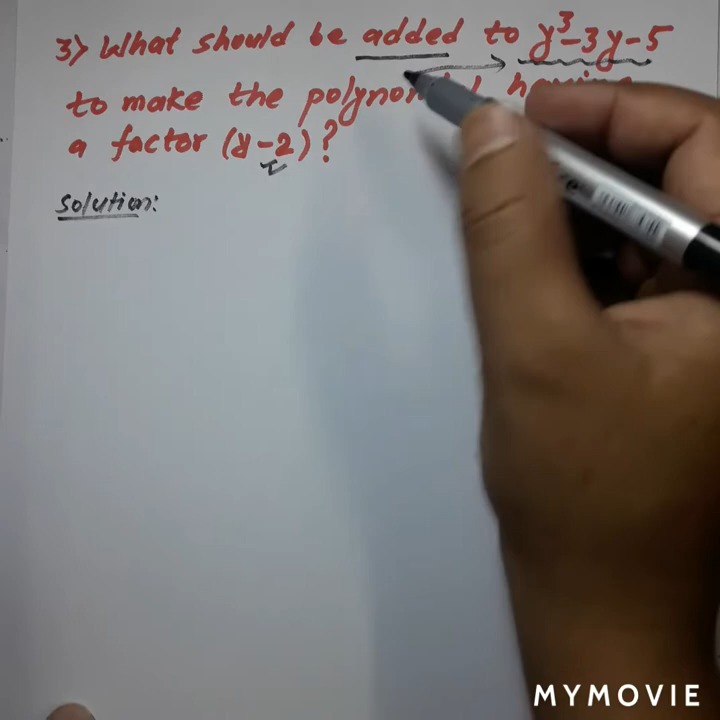 3) What should be added to y³-3y-5
to make the
a factor (y-2)?
Solution:
MYMOVIE